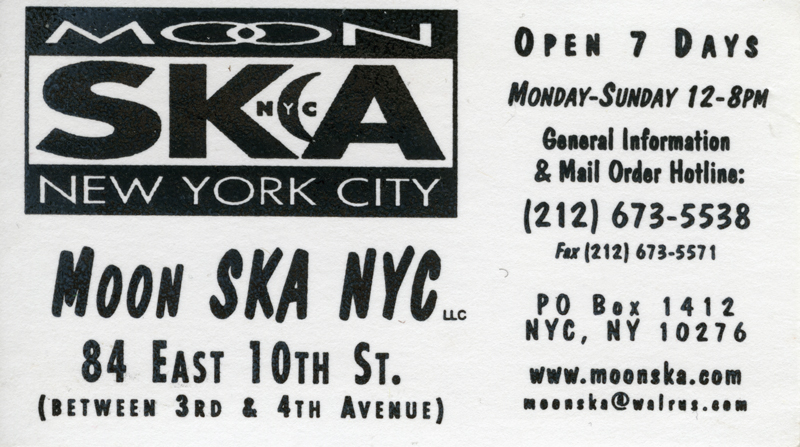 MOON
SKA
NYC
NEW YORK CITY
MOON SKA NYC LLC
84 EAST 10TH ST.
(BETWEEN 3RD & 4TH AVENUE)
OPEN 7 DAYS
MONDAY-SUNDAY 12-8PM
General Information
& Mail Order Hotline:
(212) 673-5538
Fax (212) 673-5571
PO Box 1412
NYC, NY 10276
www.moonska.com
moonska@walrus.com